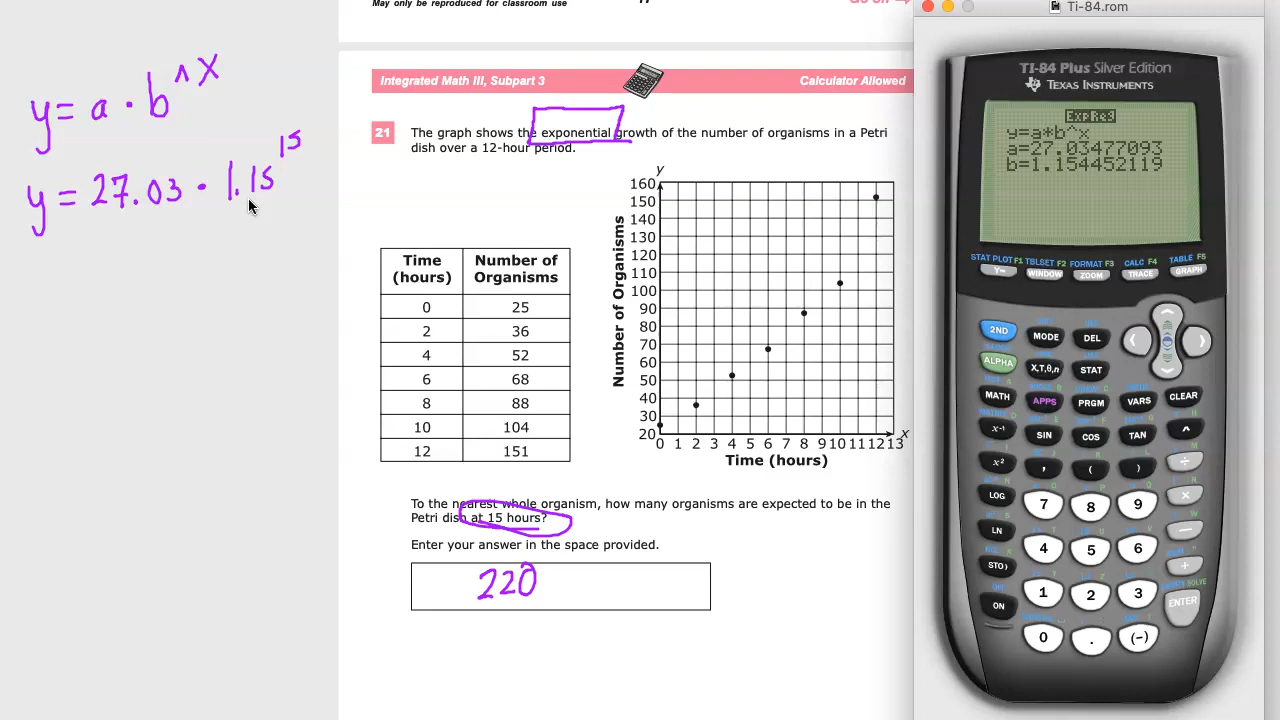 May only be reproduced for classroom use
Ti-84.rom
y = a · b ^ x
y = 27.03 · 1.15 15
Integrated Math III, Subpart 3
Calculator Allowed
21 The graph shows the exponential growth of the number of organisms in a Petri
dish over a 12-hour period.
Time (hours) Number of Organisms
0 25
2 36
4 52
6 68
8 88
10 104
12 151
y
160
150
140
130
120
110
100
90
80
70
60
50
40
30
20
Number of Organisms
0 1 2 3 4 5 6 7 8 9 10 11 12 13 x
Time (hours)
To the nearest whole organism, how many organisms are expected to be in the
Petri dish at 15 hours?
Enter your answer in the space provided.
220
TI-84 Plus Silver Edition
TEXAS INSTRUMENTS
ExpReg
y=a*b^x
a=27.03477093
b=1.154452119
STAT PLOT F1 TBLSET F2 FORMAT F3 CALC F4 TABLE F5
Y= WINDOW ZOOM TRACE GRAPH
2ND MODE DEL
ALPHA X,T,θ,n STAT
MATH APPS PRGM VARS CLEAR
x-1 SIN COS TAN ^
x2 , ( ) ÷
LOG 7 8 9 ×
LN 4 5 6 −
STO› 1 2 3 +
ON 0 . (−) ENTER